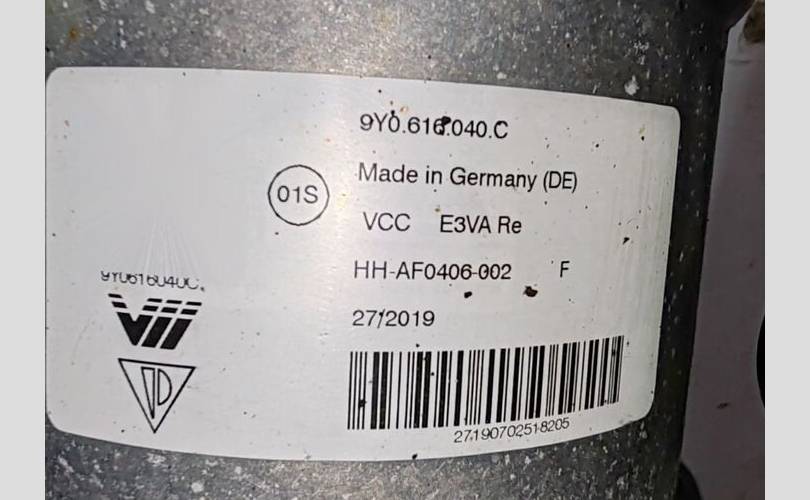 9Y0.616.040.C
Made in Germany (DE)
01S
VCC E3VA Re
HH-AF0406-002 F
9Y0616040C
27/2019
27190702518205